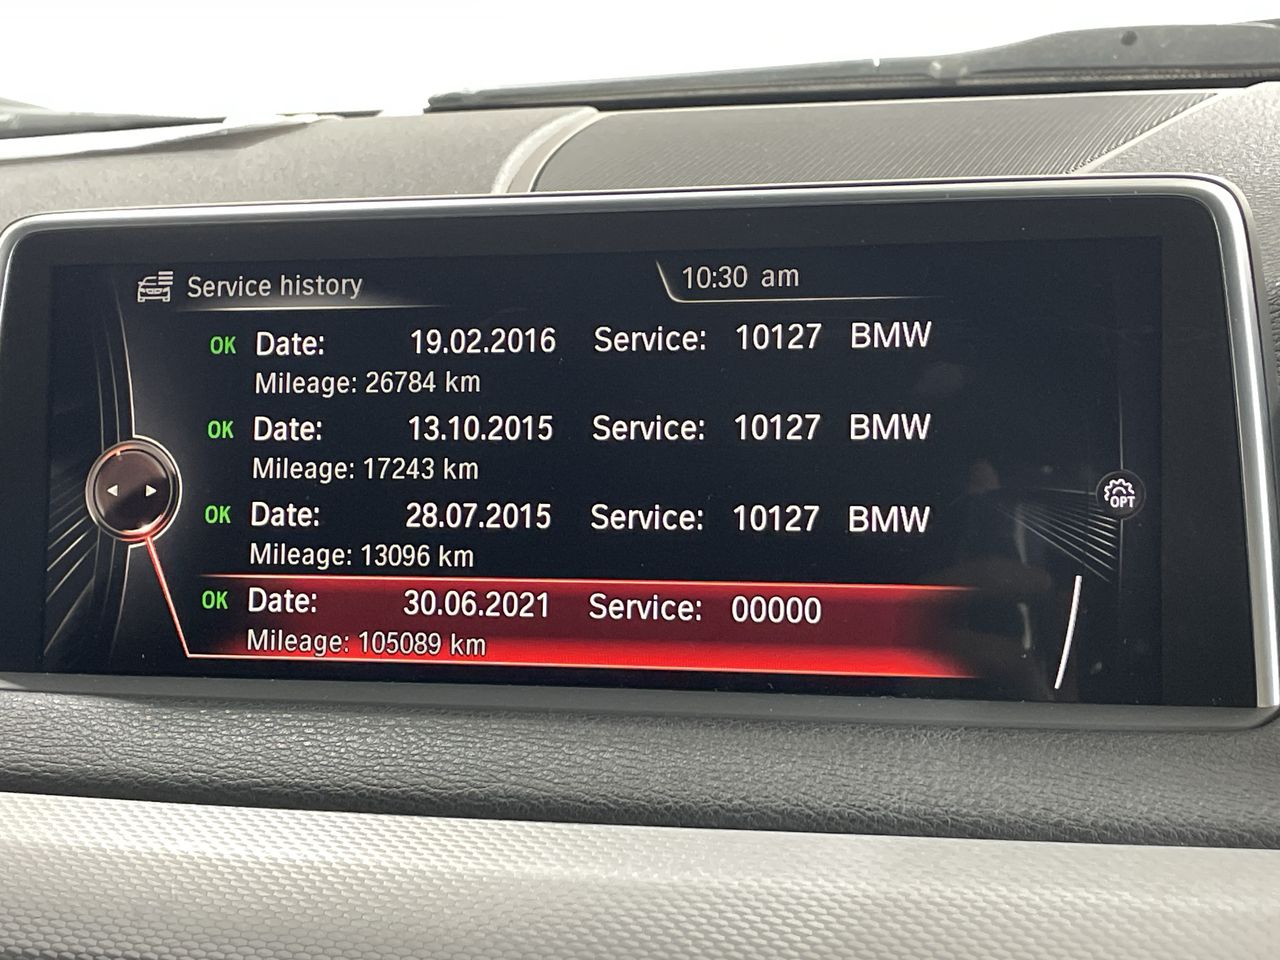 Service history
10:30 am
OK Date: 19.02.2016 Service: 10127 BMW
Mileage: 26784 km
OK Date: 13.10.2015 Service: 10127 BMW
Mileage: 17243 km
OK Date: 28.07.2015 Service: 10127 BMW
Mileage: 13096 km
OK Date: 30.06.2021 Service: 00000
Mileage: 105089 km
OPT